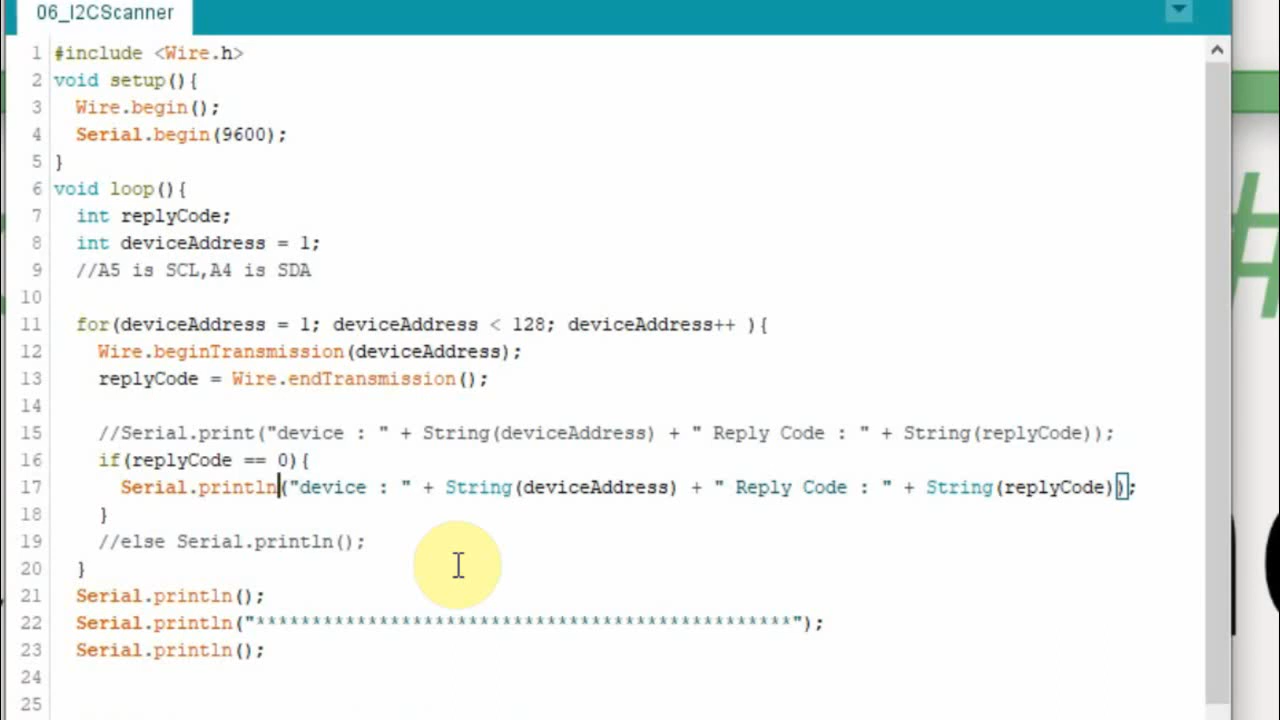 06_I2CScanner
1 #include <Wire.h>
2 void setup(){
3   Wire.begin();
4   Serial.begin(9600);
5 }
6 void loop(){
7   int replyCode;
8   int deviceAddress = 1;
9   //A5 is SCL,A4 is SDA
10
11   for(deviceAddress = 1; deviceAddress < 128; deviceAddress++ ){
12     Wire.beginTransmission(deviceAddress);
13     replyCode = Wire.endTransmission();
14
15     //Serial.print("device : " + String(deviceAddress) + " Reply Code : " + String(replyCode));
16     if(replyCode == 0){
17       Serial.println("device : " + String(deviceAddress) + " Reply Code : " + String(replyCode));
18     }
19     //else Serial.println();
20   }
21   Serial.println();
22   Serial.println("************************************************");
23   Serial.println();
24
25
#